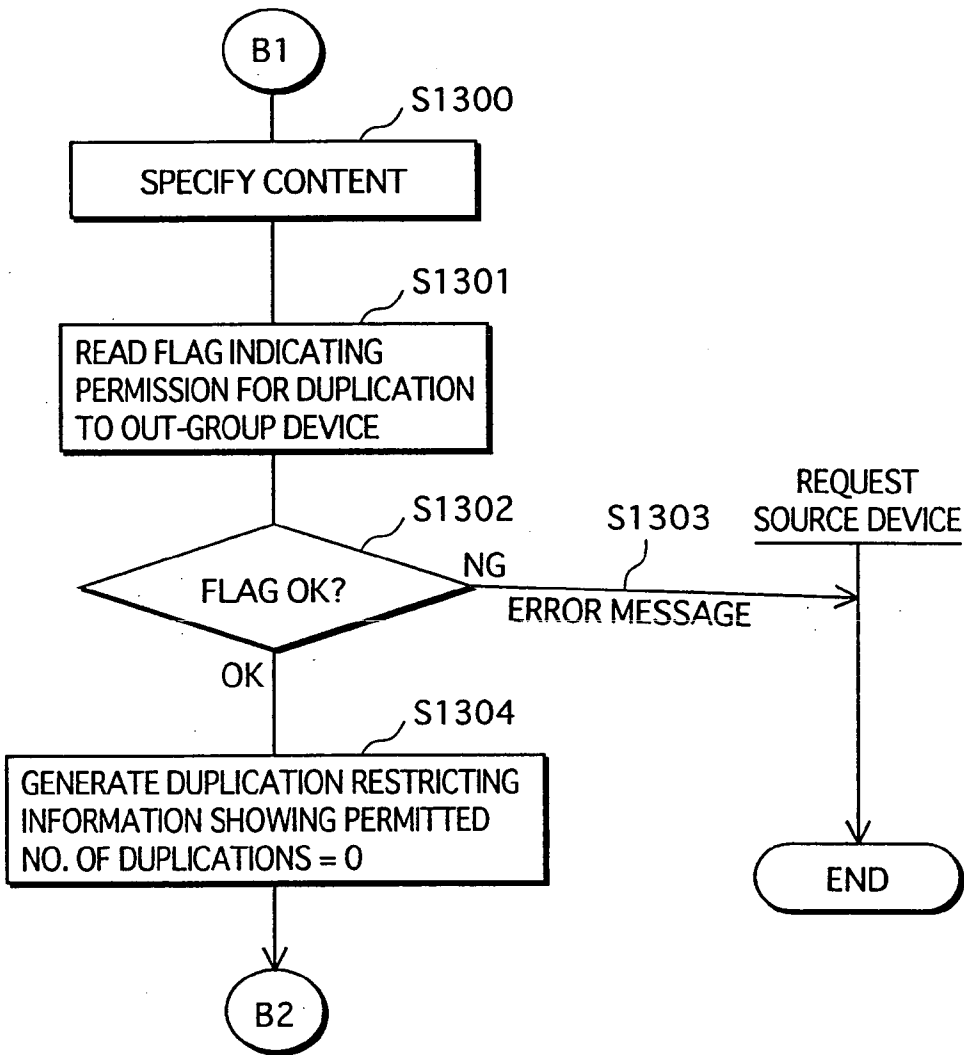 B1
S1300
SPECIFY CONTENT
S1301
READ FLAG INDICATING
PERMISSION FOR DUPLICATION
TO OUT-GROUP DEVICE
S1302
FLAG OK?
NG
S1303
ERROR MESSAGE
REQUEST
SOURCE DEVICE
OK
S1304
GENERATE DUPLICATION RESTRICTING
INFORMATION SHOWING PERMITTED
NO. OF DUPLICATIONS = 0
END
B2